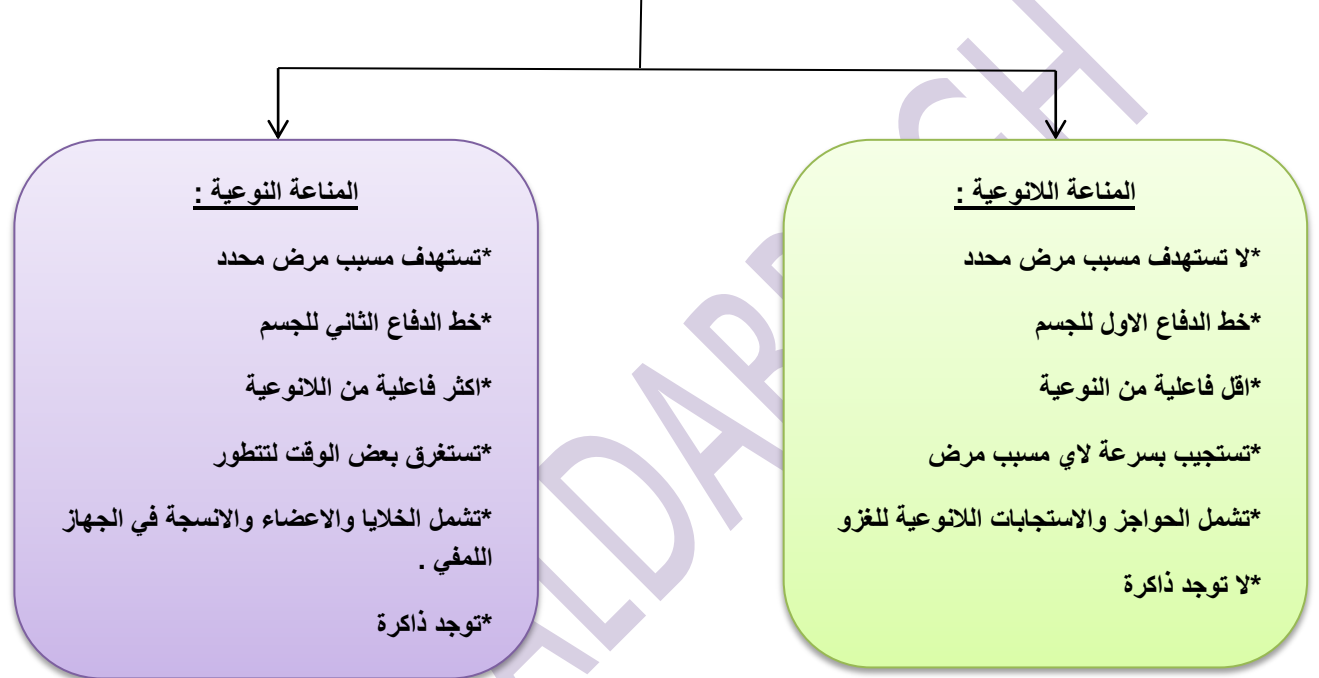 المناعة اللانوعية :
*لا تستهدف مسبب مرض محدد
*خط الدفاع الاول للجسم
*اقل فاعلية من النوعية
*تستجيب بسرعة لاي مسبب مرض
*تشمل الحواجز والاستجابات اللانوعية للغزو
*لا توجد ذاكرة
المناعة النوعية :
*تستهدف مسبب مرض محدد
*خط الدفاع الثاني للجسم
*اكثر فاعلية من اللانوعية
*تستغرق بعض الوقت لتتطور
*تشمل الخلايا والاعضاء والانسجة في الجهاز
اللمفي .
*توجد ذاكرة